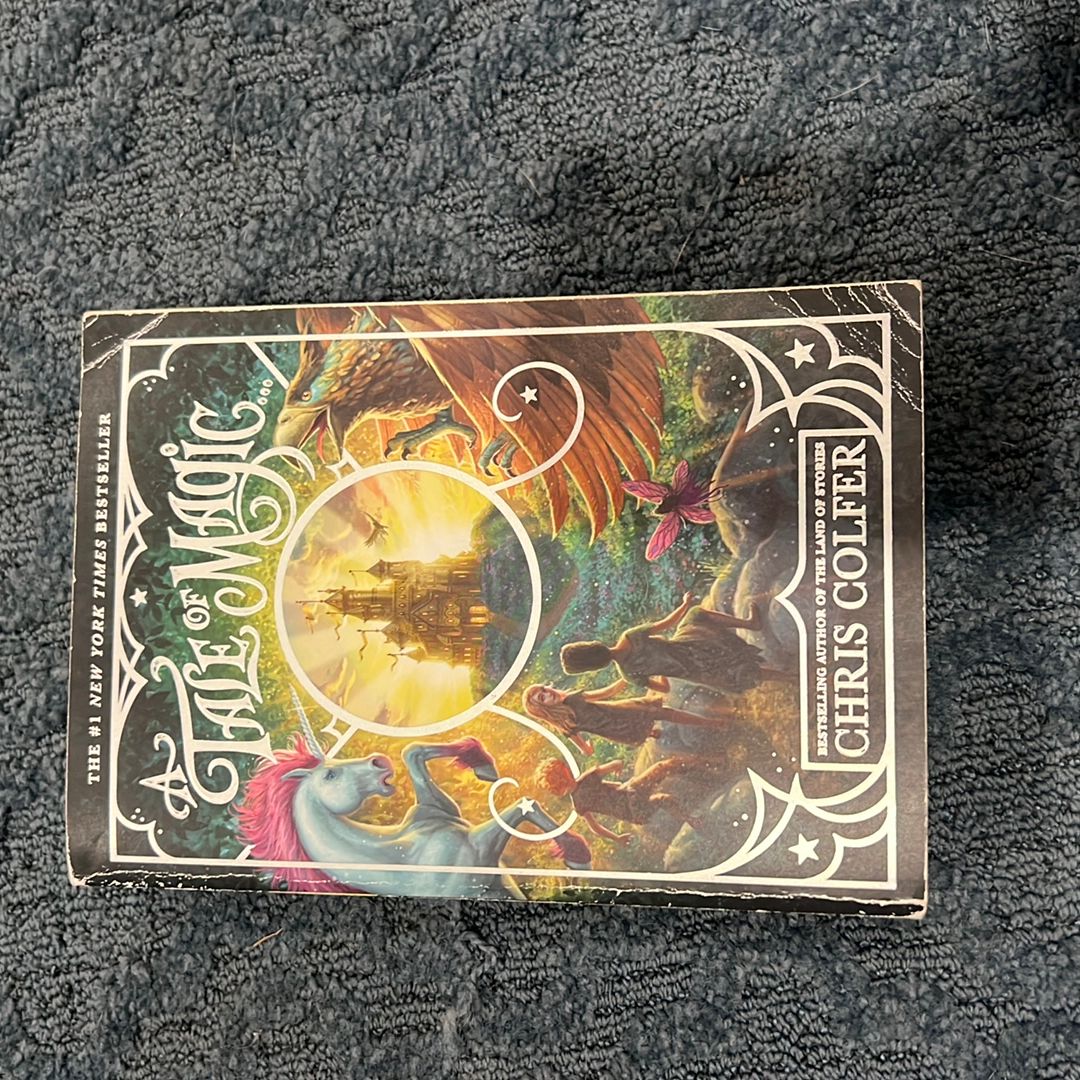 THE #1 NEW YORK TIMES BESTSELLER
A
TALE OF
MAGIC...
BESTSELLING AUTHOR OF THE LAND OF STORIES
CHRIS COLFER